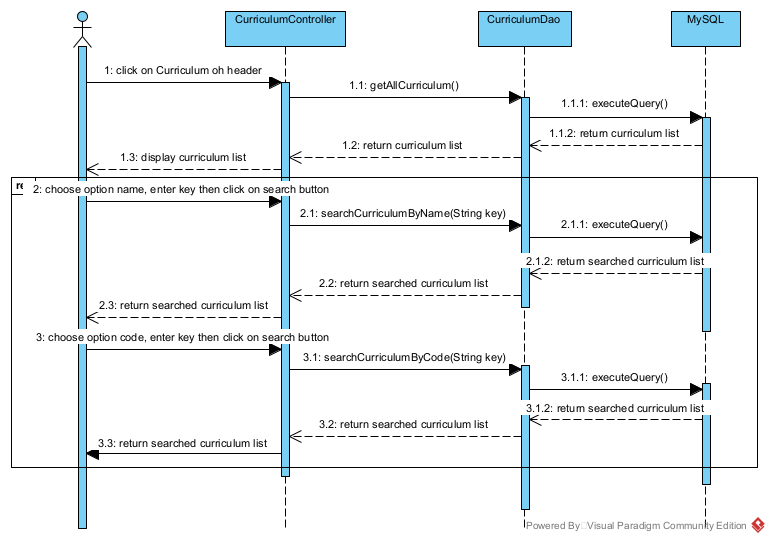 CurriculumController
CurriculumDao
MySQL
1: click on Curriculum oh header
1.1: getAllCurriculum()
1.1.1: executeQuery()
1.1.2: return curriculum list
1.2: return curriculum list
1.3: display curriculum list
2: choose option name, enter key then click on search button
2.1: searchCurriculumByName(String key)
2.1.1: executeQuery()
2.1.2: return searched curriculum list
2.2: return searched curriculum list
2.3: return searched curriculum list
3: choose option code, enter key then click on search button
3.1: searchCurriculumByCode(String key)
3.1.1: executeQuery()
3.1.2: return searched curriculum list
3.2: return searched curriculum list
3.3: return searched curriculum list
Powered By Visual Paradigm Community Edition